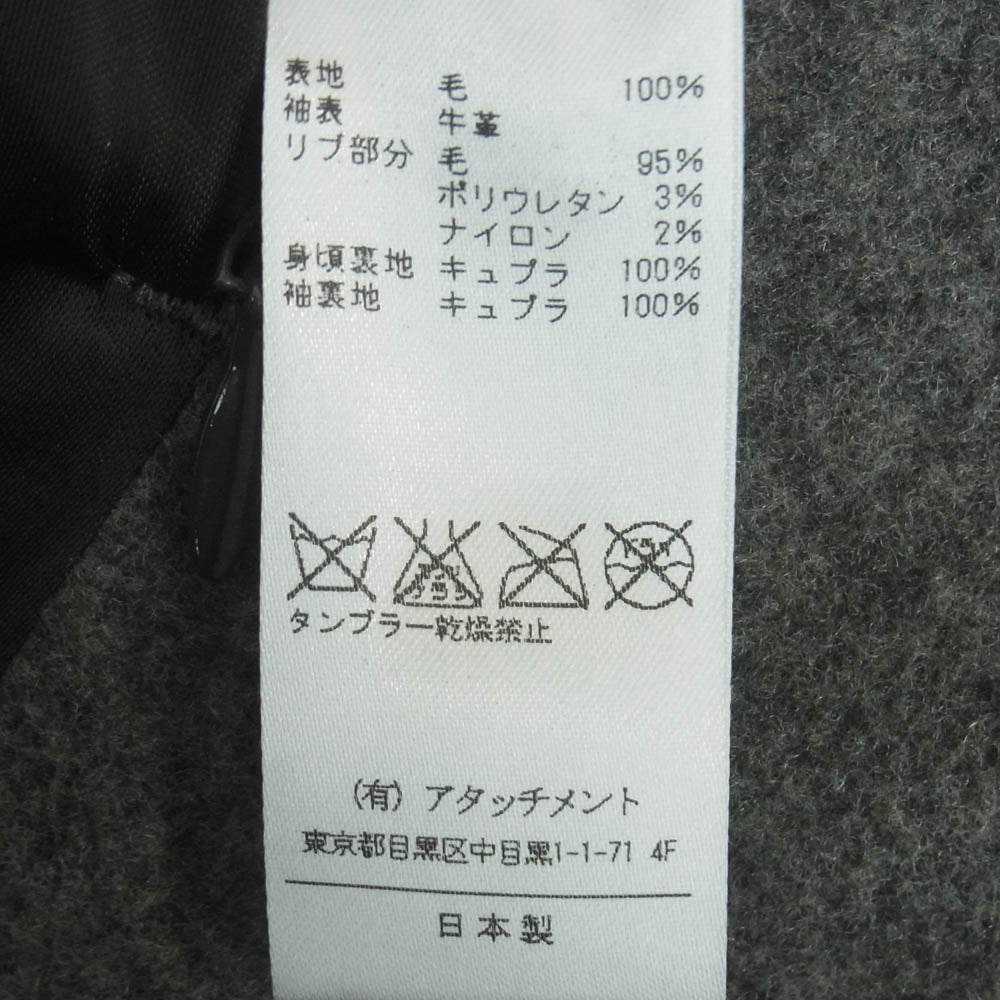 表地 毛 100%
袖表 牛革
リブ部分 毛 95%
ポリウレタン 3%
ナイロン 2%
身頃裏地 キュプラ 100%
袖裏地 キュプラ 100%
タンブラー乾燥禁止
(有) アタッチメント
東京都目黒区中目黒1-1-71 4F
日本製